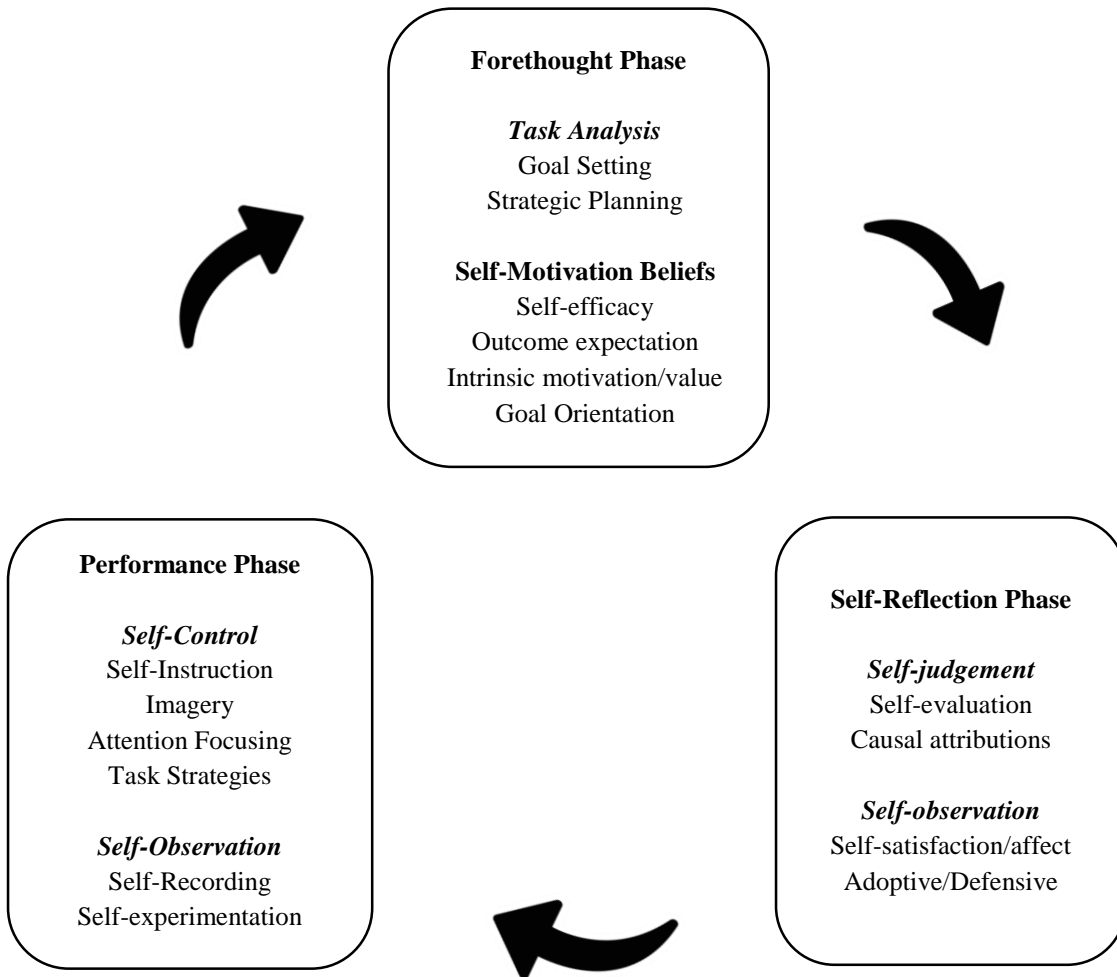 Forethought Phase
Task Analysis
Goal Setting
Strategic Planning
Self-Motivation Beliefs
Self-efficacy
Outcome expectation
Intrinsic motivation/value
Goal Orientation
Performance Phase
Self-Control
Self-Instruction
Imagery
Attention Focusing
Task Strategies
Self-Observation
Self-Recording
Self-experimentation
Self-Reflection Phase
Self-judgement
Self-evaluation
Causal attributions
Self-observation
Self-satisfaction/affect
Adoptive/Defensive